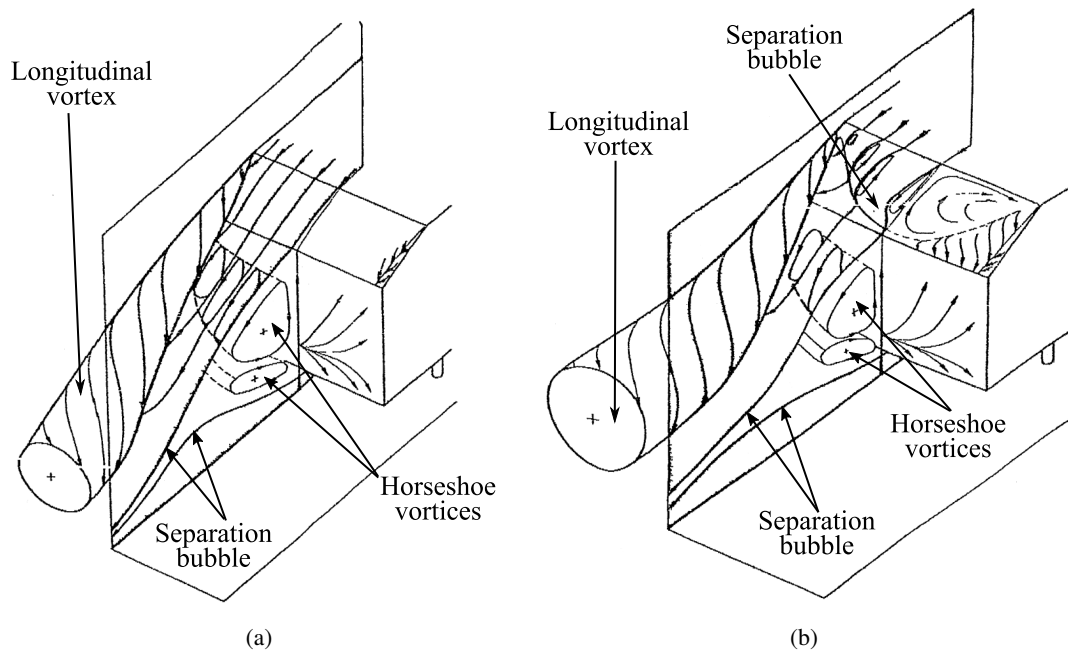 Longitudinal
vortex
Horseshoe
vortices
Separation
bubble
(a)
Separation
bubble
Longitudinal
vortex
Horseshoe
vortices
Separation
bubble
(b)